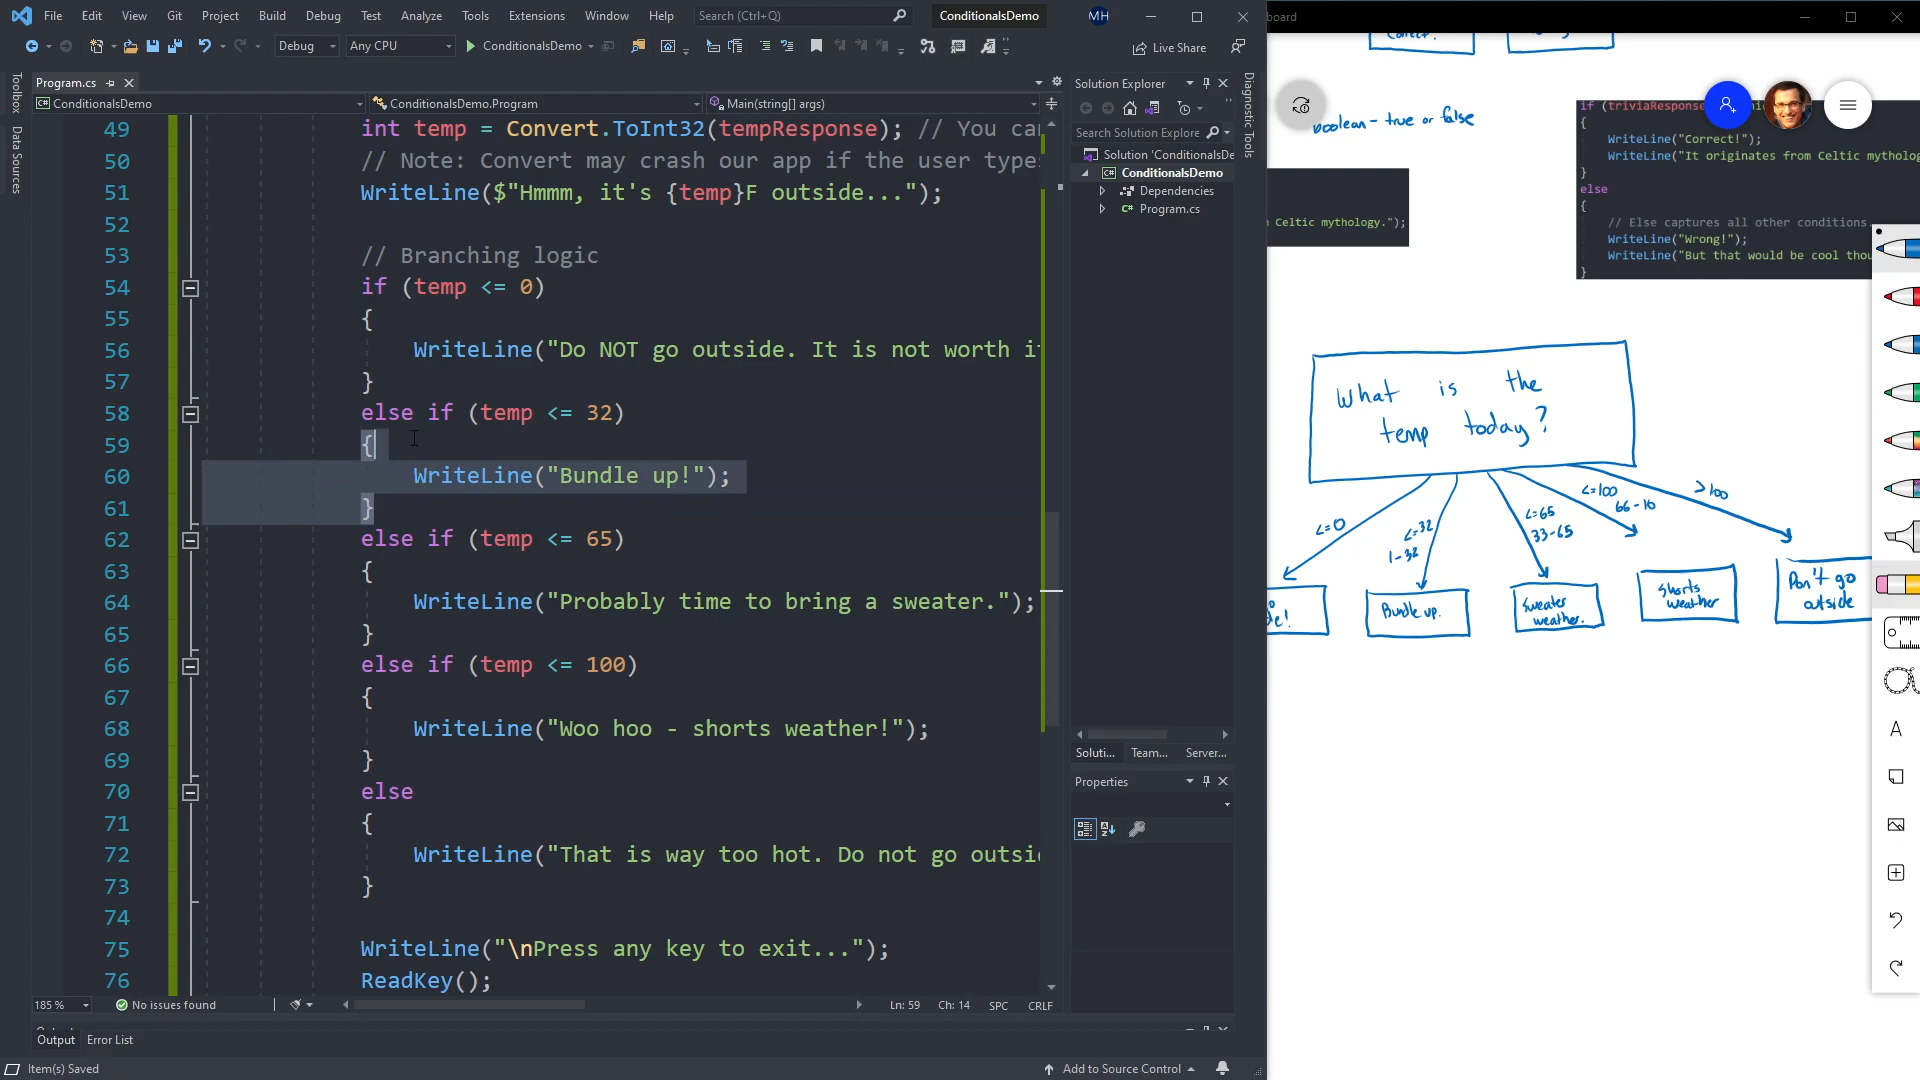 File Edit View Git Project Build Debug Test Analyze Tools Extensions Window Help Search (Ctrl+Q) ConditionalsDemo MH
Debug Any CPU ConditionalsDemo Live Share
Program.cs
ConditionalsDemo ConditionalsDemo.Program Main(string[] args)
Toolbox
Data Sources
49 int temp = Convert.ToInt32(tempResponse); // You ca
50 // Note: Convert may crash our app if the user type
51 WriteLine($"Hmmm, it's {temp}F outside...");
52
53 // Branching logic
54 if (temp <= 0)
55 {
56 WriteLine("Do NOT go outside. It is not worth i
57 }
58 else if (temp <= 32)
59 {
60 WriteLine("Bundle up!");
61 }
62 else if (temp <= 65)
63 {
64 WriteLine("Probably time to bring a sweater.");
65 }
66 else if (temp <= 100)
67 {
68 WriteLine("Woo hoo - shorts weather!");
69 }
70 else
71 {
72 WriteLine("That is way too hot. Do not go outsi
73 }
74
75 WriteLine("\nPress any key to exit...");
76 ReadKey();
185 % No issues found Ln: 59 Ch: 14 SPC CRLF
Output Error List
Item(s) Saved Add to Source Control
Solution Explorer
Search Solution Explore
Solution 'ConditionalsDe
ConditionalsDemo
Dependencies
Program.cs
Soluti... Team... Server...
Properties
Diagnostic Tools
board
boolean - true or false
Celtic mythology.");
if (triviaResponse
{
WriteLine("Correct!");
WriteLine("It originates from Celtic mytholog
}
else
{
// Else captures all other conditions.
WriteLine("Wrong!");
WriteLine("But that would be cool thou
}
What is the
temp today?
<=0
<=32
1-32
<=65
33-65
<=100
66-10
>100
Bundle up.
Sweater
weather.
Shorts
weather
Don't go
outside